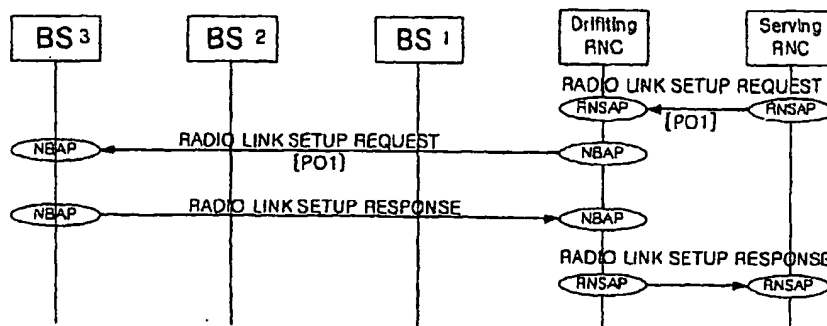 BS 3
BS 2
BS 1
Drifiting
RNC
Serving
RNC
RADIO LINK SETUP REQUEST
RNSAP
RNSAP
[PO1]
NBAP
RADIO LINK SETUP REQUEST
NBAP
[PO1]
NBAP
RADIO LINK SETUP RESPONSE
NBAP
RADIO LINK SETUP RESPONSE
RNSAP
RNSAP